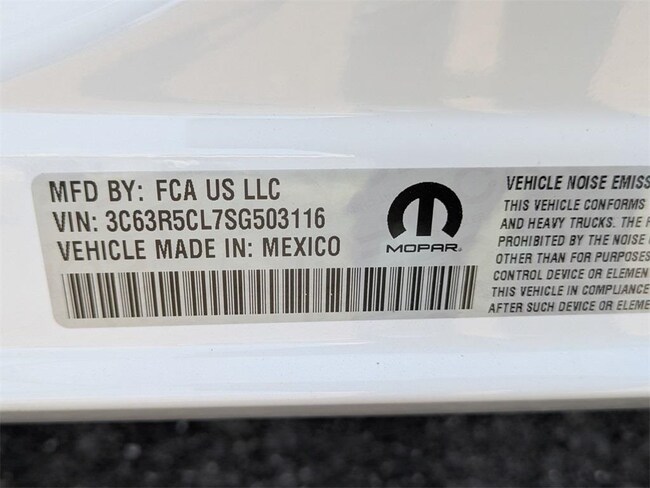 MFD BY: FCA US LLC
VIN: 3C63R5CL7SG503116
VEHICLE MADE IN: MEXICO
MOPAR
VEHICLE NOISE EMISS
THIS VEHICLE CONFORMS
AND HEAVY TRUCKS. THE
PROHIBITED BY THE NOISE
OTHER THAN FOR PURPOSES
CONTROL DEVICE OR ELEMEN
THIS VEHICLE IN COMPLIANCE
AFTER SUCH DEVICE OR ELEME